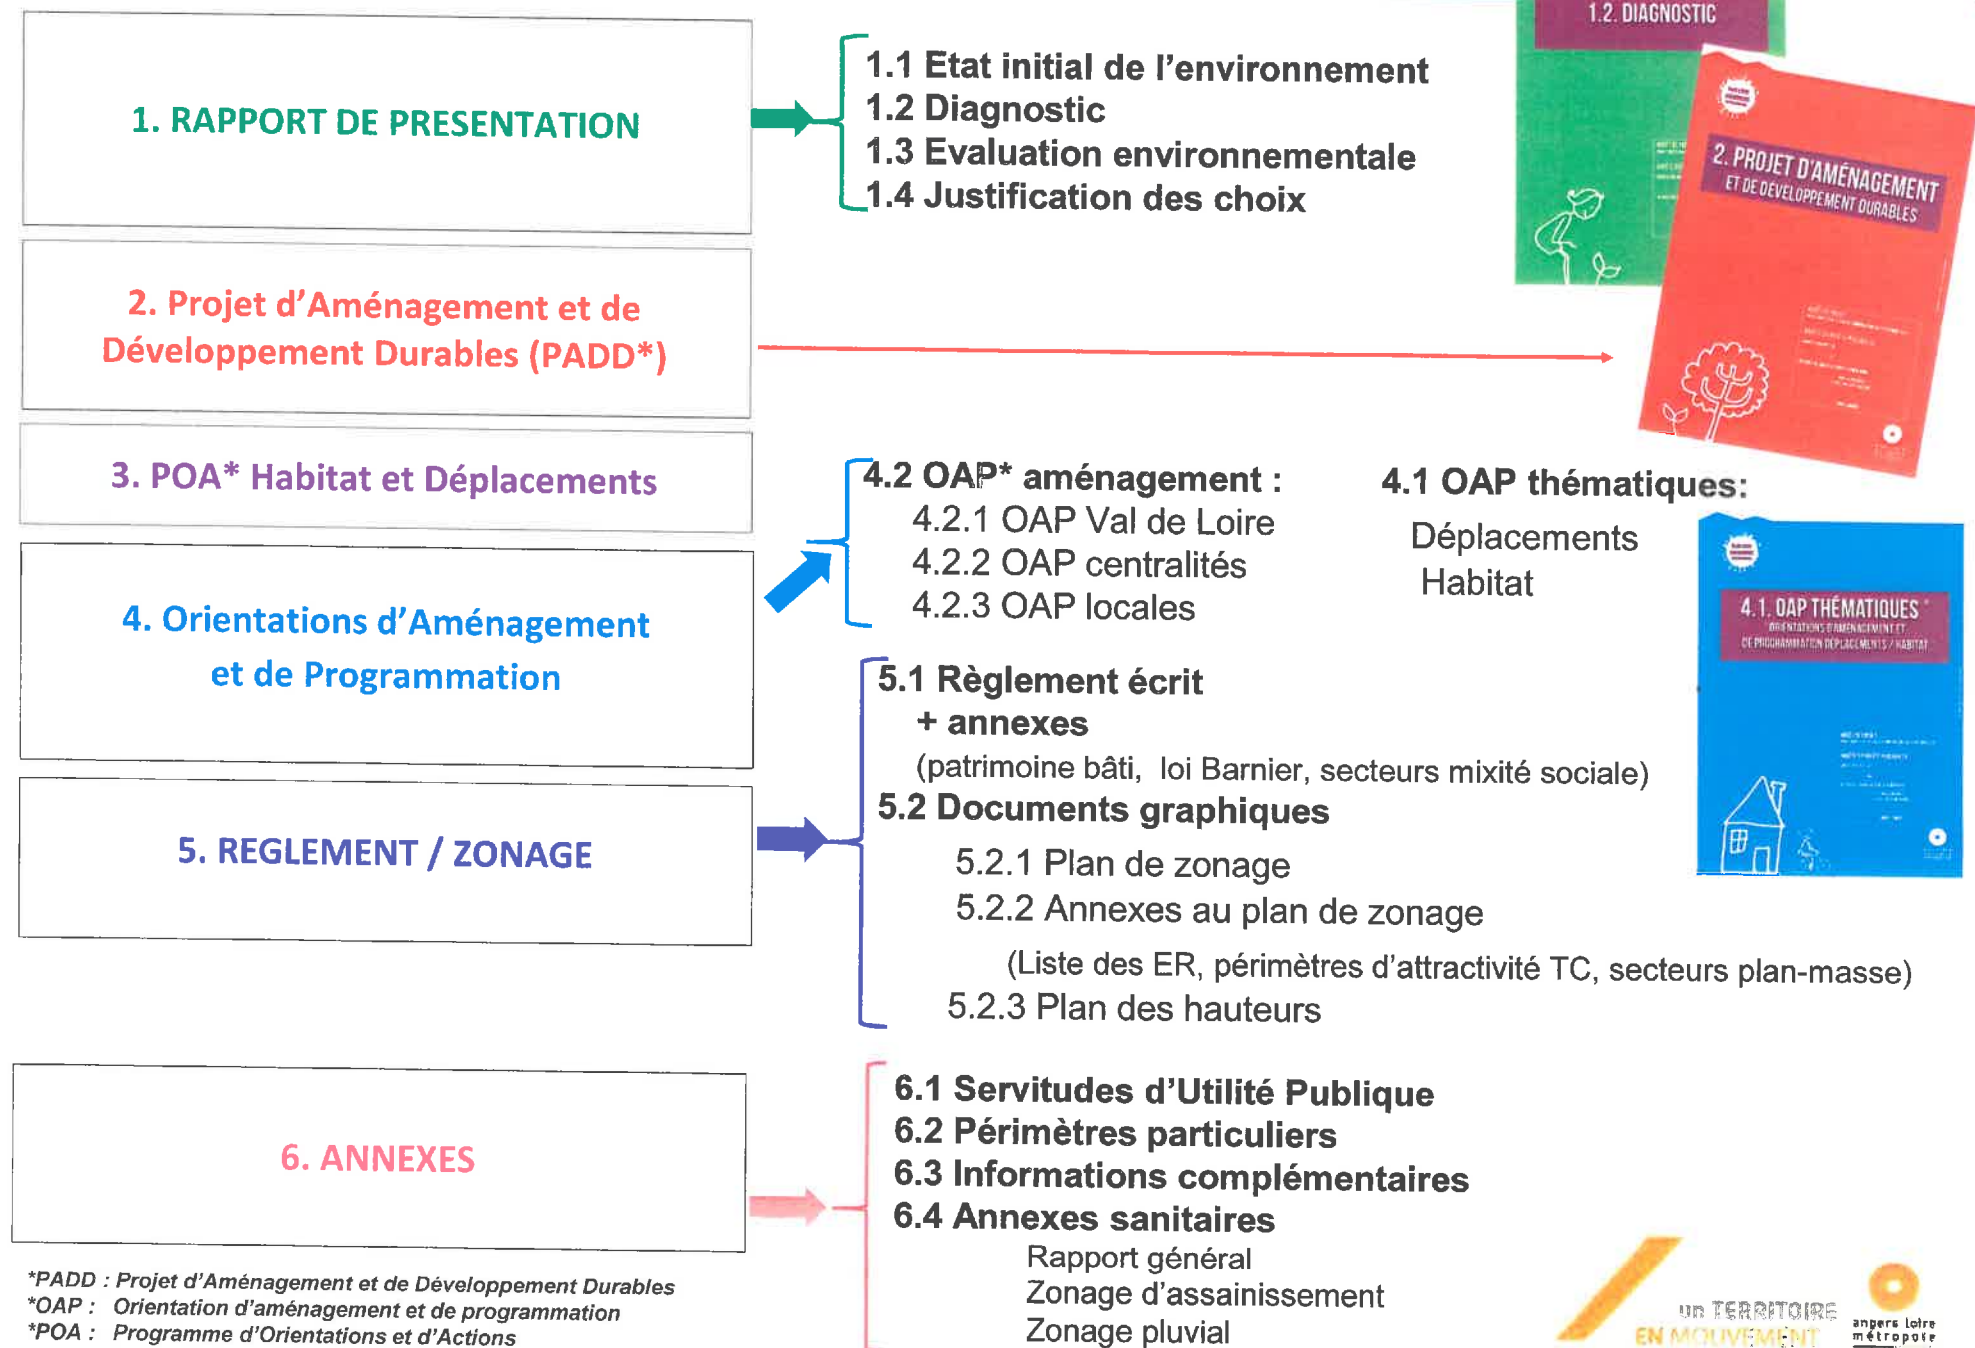 1. RAPPORT DE PRESENTATION
1.1 Etat initial de l'environnement
1.2 Diagnostic
1.3 Evaluation environnementale
1.4 Justification des choix
1.2. DIAGNOSTIC
2. PROJET D'AMÉNAGEMENT
ET DE DÉVELOPPEMENT DURABLES
2. Projet d'Aménagement et de
Développement Durables (PADD*)
3. POA* Habitat et Déplacements
4. Orientations d'Aménagement
et de Programmation
4.2 OAP* aménagement :
4.2.1 OAP Val de Loire
4.2.2 OAP centralités
4.2.3 OAP locales
4.1 OAP thématiques:
Déplacements
Habitat
4.1. OAP THÉMATIQUES
ORIENTATIONS D'AMÉNAGEMENT ET
DE PROGRAMMATION DÉPLACEMENTS / HABITAT
5. REGLEMENT / ZONAGE
5.1 Règlement écrit
+ annexes
(patrimoine bâti, loi Barnier, secteurs mixité sociale)
5.2 Documents graphiques
5.2.1 Plan de zonage
5.2.2 Annexes au plan de zonage
(Liste des ER, périmètres d'attractivité TC, secteurs plan-masse)
5.2.3 Plan des hauteurs
6. ANNEXES
6.1 Servitudes d'Utilité Publique
6.2 Périmètres particuliers
6.3 Informations complémentaires
6.4 Annexes sanitaires
Rapport général
Zonage d'assainissement
Zonage pluvial
*PADD : Projet d'Aménagement et de Développement Durables
*OAP : Orientation d'aménagement et de programmation
*POA : Programme d'Orientations et d'Actions
un TERRITOIRE
EN MOUVEMENT
angers Loire
métropole